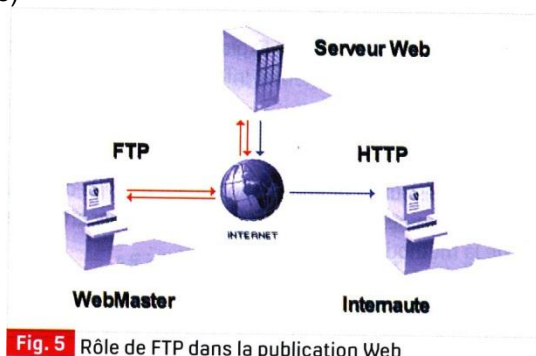 Serveur Web
FTP
HTTP
INTERNET
WebMaster
Internaute
Fig. 5 Rôle de FTP dans la publication Web